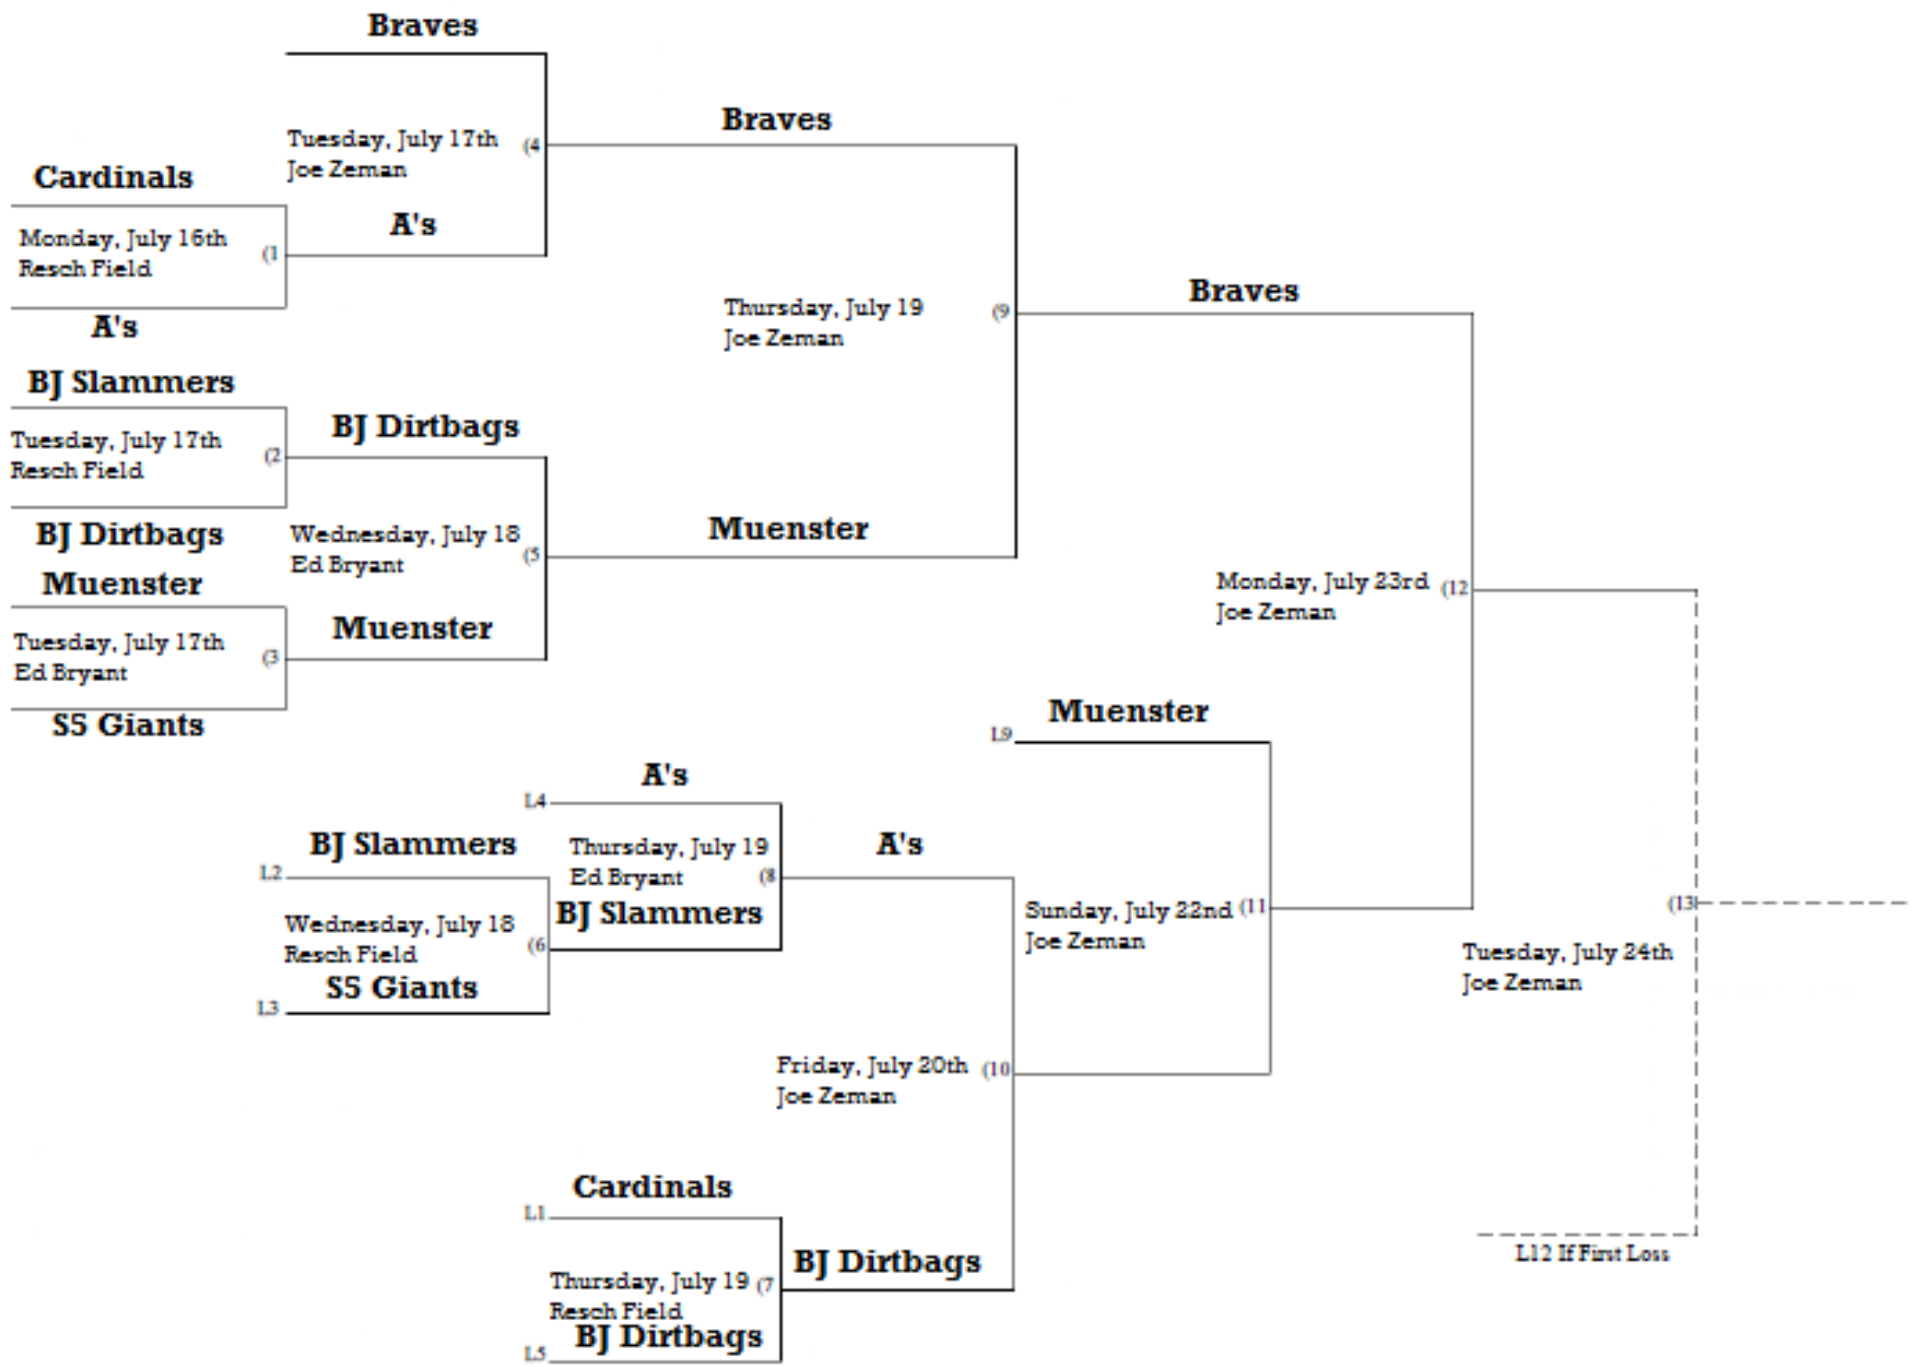 Braves
Tuesday, July 17th
Joe Zeman
(4
Braves
Cardinals
Monday, July 16th
Resch Field
(1
A's
A's
Thursday, July 19
Joe Zeman
(9
Braves
BJ Slammers
Tuesday, July 17th
Resch Field
(2
BJ Dirtbags
BJ Dirtbags
Wednesday, July 18
Ed Bryant
(5
Muenster
Muenster
Tuesday, July 17th
Ed Bryant
(3
Muenster
S5 Giants
Monday, July 23rd
Joe Zeman
(12
L9
Muenster
L4
A's
Thursday, July 19
Ed Bryant
(8
A's
L2
BJ Slammers
Wednesday, July 18
Resch Field
(6
BJ Slammers
L3
S5 Giants
Sunday, July 22nd
Joe Zeman
(11
(13
Tuesday, July 24th
Joe Zeman
Friday, July 20th
Joe Zeman
(10
L1
Cardinals
Thursday, July 19
Resch Field
(7
BJ Dirtbags
L5
BJ Dirtbags
L12 If First Loss